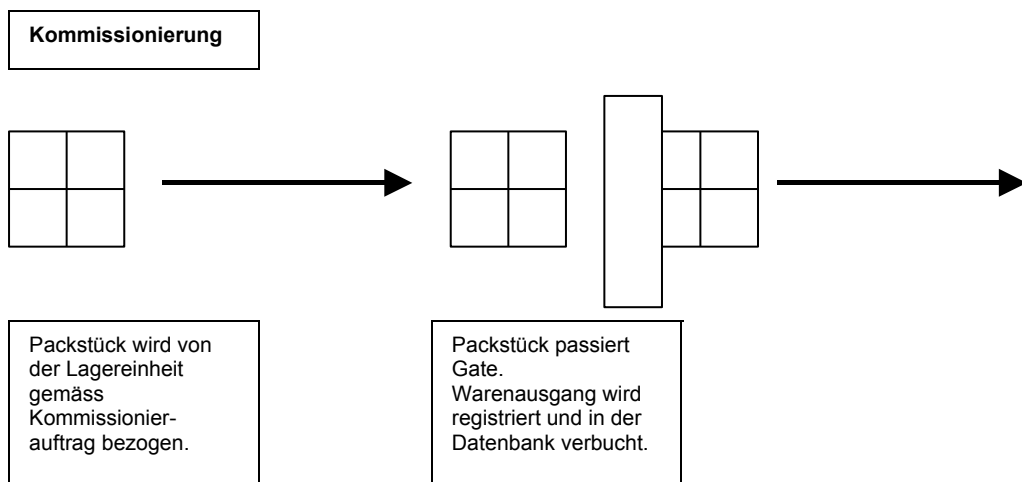 Kommissionierung
Packstück wird von
der Lagereinheit
gemäss
Kommissionier-
auftrag bezogen.
Packstück passiert
Gate.
Warenausgang wird
registriert und in der
Datenbank verbucht.